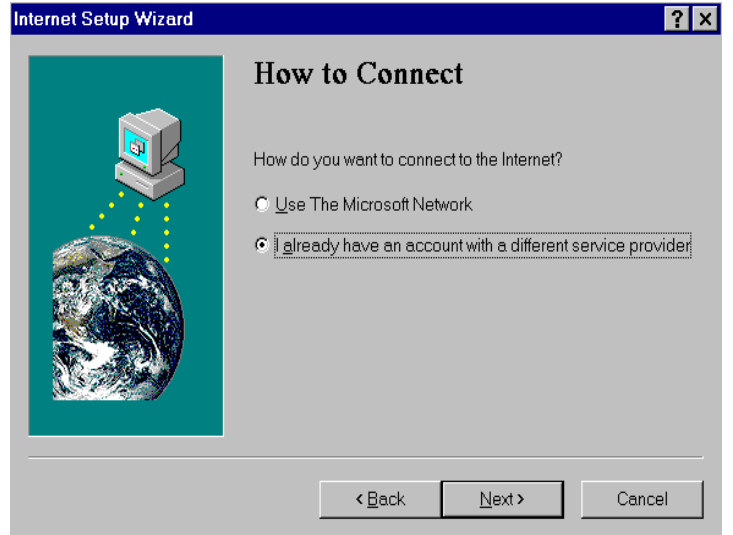 Internet Setup Wizard
How to Connect
How do you want to connect to the Internet?
Use The Microsoft Network
I already have an account with a different service provider
< Back
Next >
Cancel